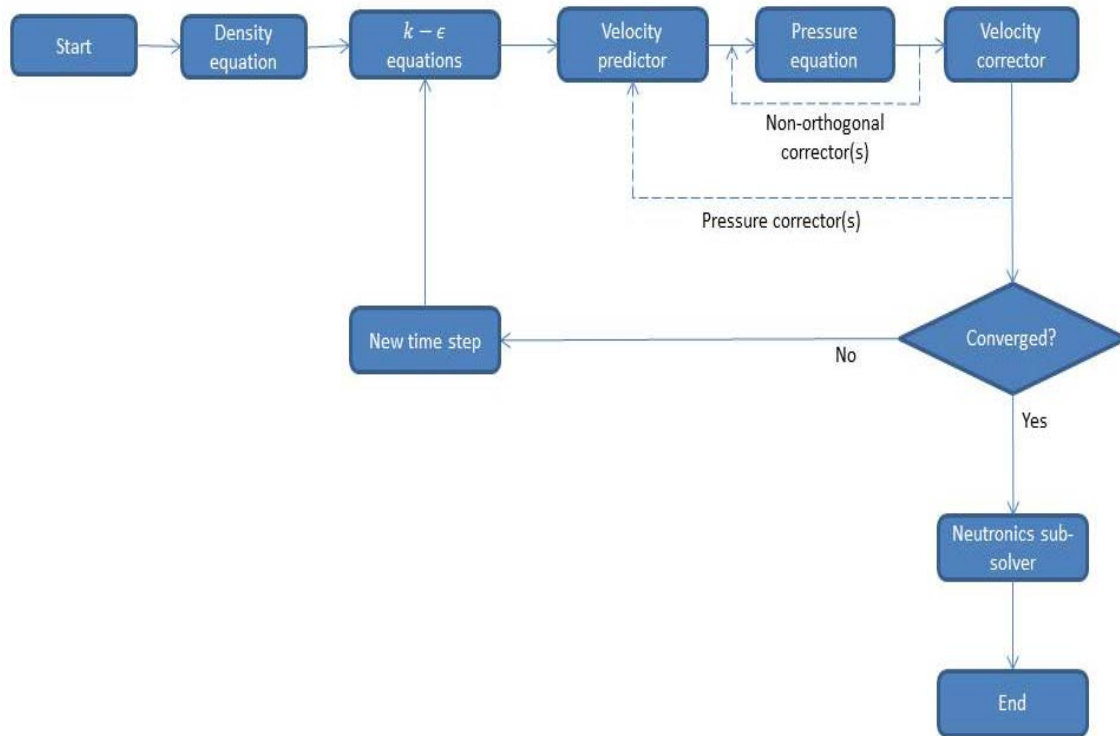 Start
Density
equation
k − ϵ
equations
Velocity
predictor
Pressure
equation
Velocity
corrector
Non-orthogonal
corrector(s)
Pressure corrector(s)
New time step
No
Converged?
Yes
Neutronics sub-
solver
End